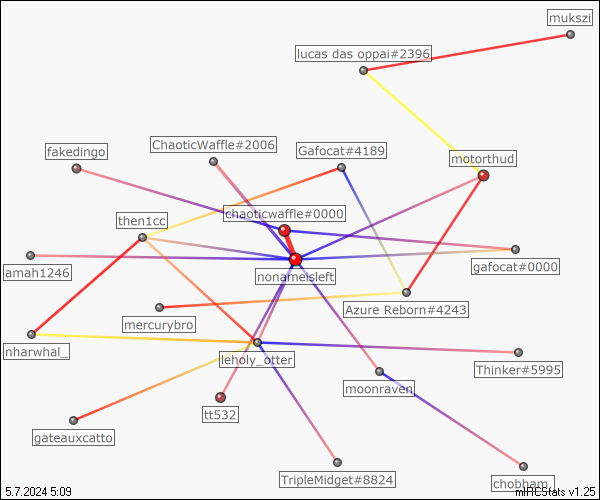 mukszi
lucas das oppai#2396
ChaoticWaffle#2006
Gafocat#4189
fakedingo
motorthud
chaoticwaffle#0000
then1cc
amah1246
nonameisleft
gafocat#0000
Azure Reborn#4243
mercurybro
nharwhal_
leholy_otter
Thinker#5995
moonraven
tt532
gateauxcatto
TripleMidget#8824
chobham_
5.7.2024 5:09
mIRCStats v1.25